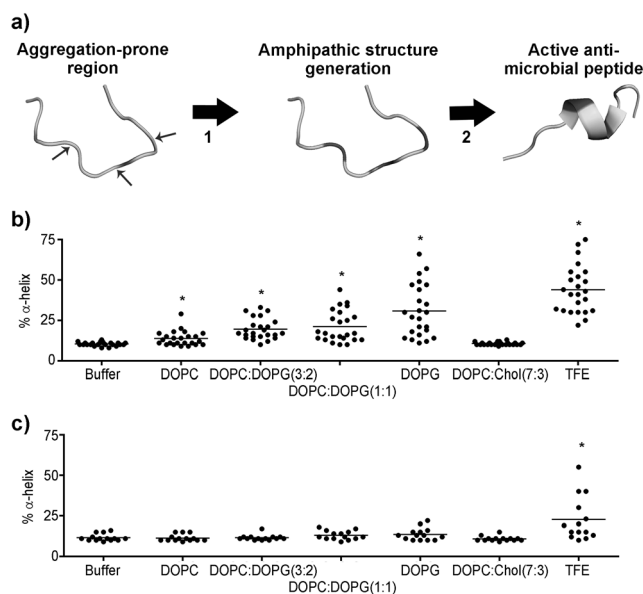 a)
Aggregation-prone
region
Amphipathic structure
generation
Active anti-
microbial peptide
1
2
b)
75
50
25
0
% α-helix
*
*
*
*
*
Buffer
DOPC
DOPC:DOPG(3:2)
DOPC:DOPG(1:1)
DOPG
DOPC:Chol(7:3)
TFE
c)
75
50
25
0
% α-helix
*
Buffer
DOPC
DOPC:DOPG(3:2)
DOPC:DOPG(1:1)
DOPG
DOPC:Chol(7:3)
TFE